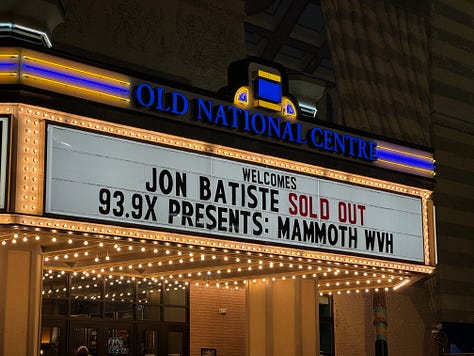 OLD NATIONAL CENTRE
WELCOMES
JON BATISTE SOLD OUT
93.9X PRESENTS: MAMMOTH WVH